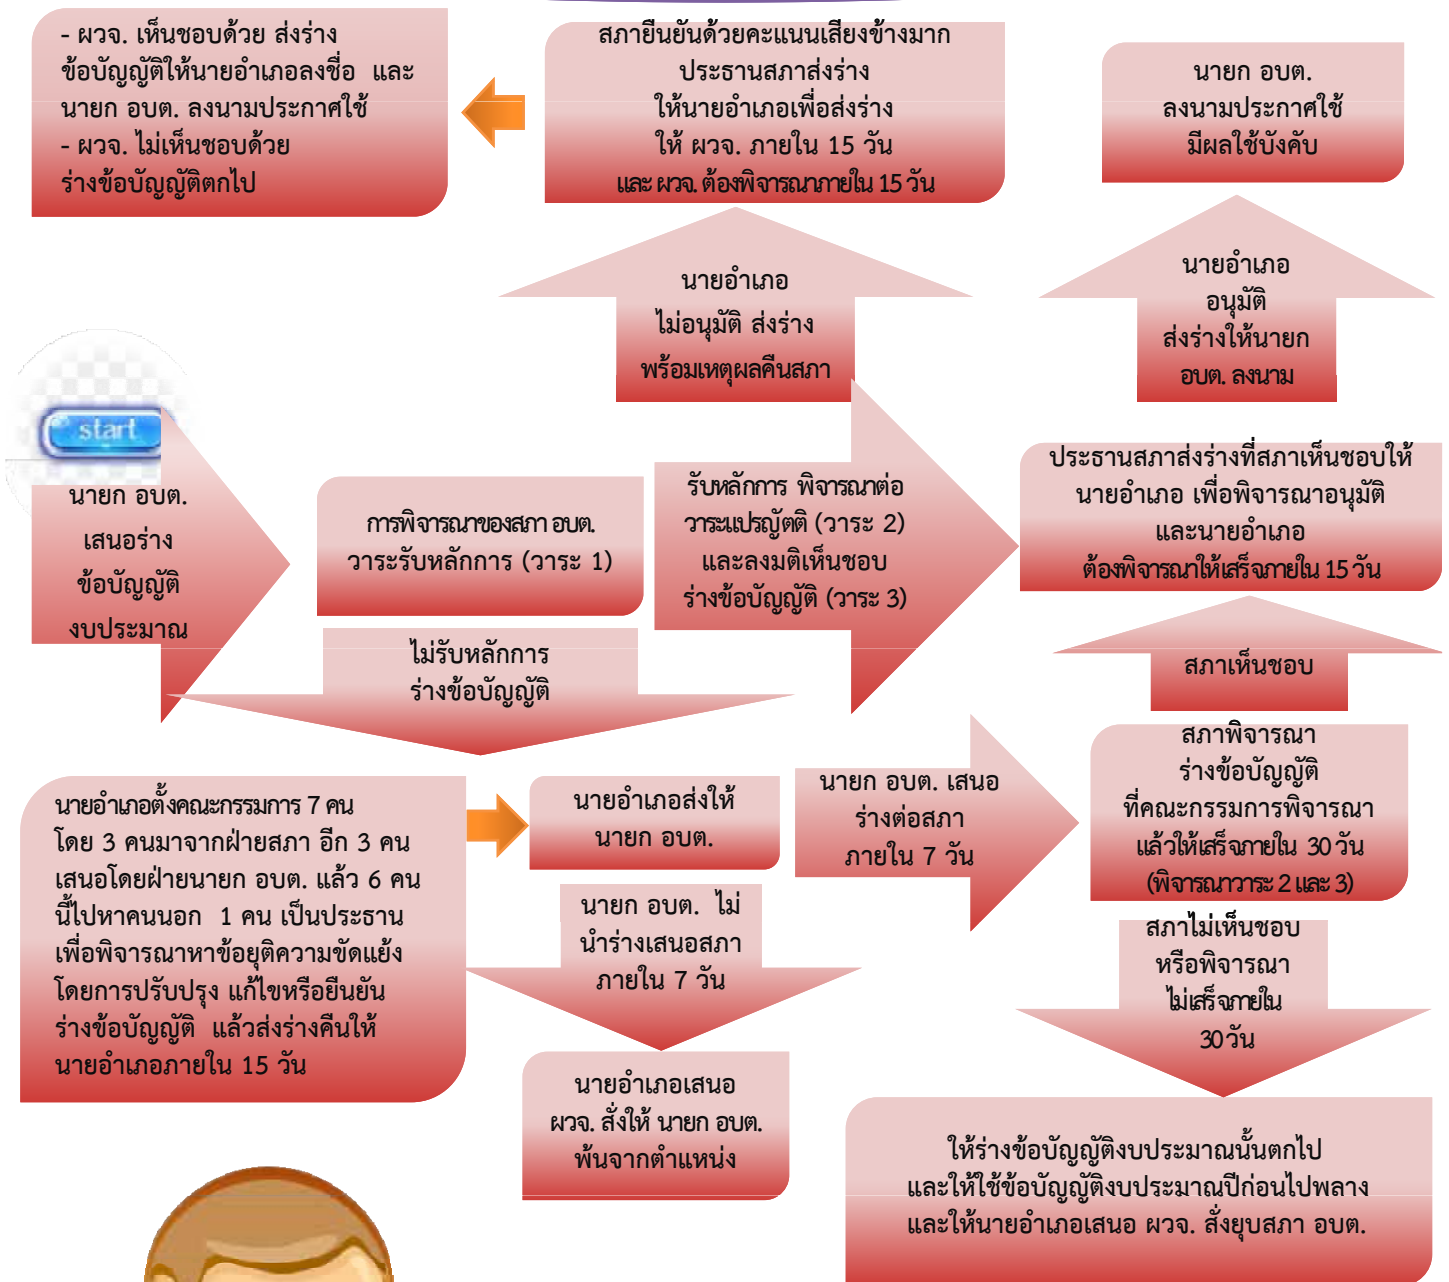 - ผวจ. เห็นชอบด้วย ส่งร่าง
ข้อบัญญัติให้นายอำเภอลงชื่อ และ
นายก อบต. ลงนามประกาศใช้
- ผวจ. ไม่เห็นชอบด้วย
ร่างข้อบัญญัติตกไป
สภายืนยันด้วยคะแนนเสียงข้างมาก
ประธานสภาส่งร่าง
ให้นายอำเภอเพื่อส่งร่าง
ให้ ผวจ. ภายใน 15 วัน
และ ผวจ. ต้องพิจารณาภายใน 15 วัน
นายก อบต.
ลงนามประกาศใช้
มีผลใช้บังคับ
นายอำเภอ
ไม่อนุมัติ ส่งร่าง
พร้อมเหตุผลคืนสภา
นายอำเภอ
อนุมัติ
ส่งร่างให้นายก
อบต. ลงนาม
start
นายก อบต.
เสนอร่าง
ข้อบัญญัติ
งบประมาณ
การพิจารณาของสภา อบต.
วาระรับหลักการ (วาระ 1)
รับหลักการ พิจารณาต่อ
วาระแปรญัตติ (วาระ 2)
และลงมติเห็นชอบ
ร่างข้อบัญญัติ (วาระ 3)
ประธานสภาส่งร่างที่สภาเห็นชอบให้
นายอำเภอ เพื่อพิจารณาอนุมัติ
และนายอำเภอ
ต้องพิจารณาให้เสร็จภายใน 15 วัน
ไม่รับหลักการ
ร่างข้อบัญญัติ
สภาเห็นชอบ
นายอำเภอตั้งคณะกรรมการ 7 คน
โดย 3 คนมาจากฝ่ายสภา อีก 3 คน
เสนอโดยฝ่ายนายก อบต. แล้ว 6 คน
นี้ไปหาคนนอก 1 คน เป็นประธาน
เพื่อพิจารณาหาข้อยุติความขัดแย้ง
โดยการปรับปรุง แก้ไขหรือยืนยัน
ร่างข้อบัญญัติ แล้วส่งร่างคืนให้
นายอำเภอภายใน 15 วัน
นายอำเภอส่งให้
นายก อบต.
นายก อบต. เสนอ
ร่างต่อสภา
ภายใน 7 วัน
สภาพิจารณา
ร่างข้อบัญญัติ
ที่คณะกรรมการพิจารณา
แล้วให้เสร็จภายใน 30 วัน
(พิจารณาวาระ 2 และ 3)
นายก อบต. ไม่
นำร่างเสนอสภา
ภายใน 7 วัน
สภาไม่เห็นชอบ
หรือพิจารณา
ไม่เสร็จภายใน
30 วัน
นายอำเภอเสนอ
ผวจ. สั่งให้ นายก อบต.
พ้นจากตำแหน่ง
ให้ร่างข้อบัญญัติงบประมาณนั้นตกไป
และให้ใช้ข้อบัญญัติงบประมาณปีก่อนไปพลาง
และให้นายอำเภอเสนอ ผวจ. สั่งยุบสภา อบต.